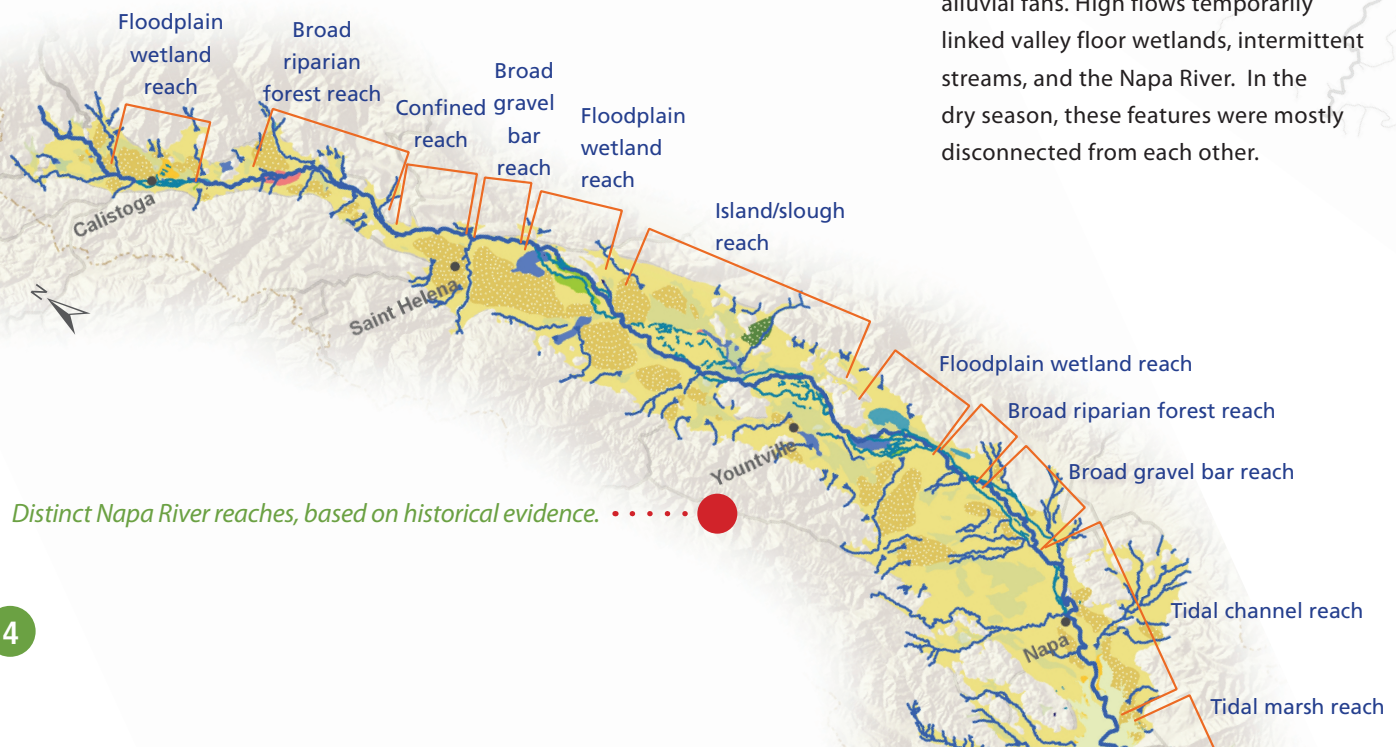 alluvial fans. High flows temporarily
linked valley floor wetlands, intermittent
streams, and the Napa River. In the
dry season, these features were mostly
disconnected from each other.
Floodplain
wetland
reach
Broad
riparian
forest reach
Confined
reach
Broad
gravel
bar
reach
Floodplain
wetland
reach
Island/slough
reach
Calistoga
N
Saint Helena
Floodplain wetland reach
Broad riparian forest reach
Yountville
Broad gravel bar reach
Distinct Napa River reaches, based on historical evidence.
Tidal channel reach
4
Napa
Tidal marsh reach